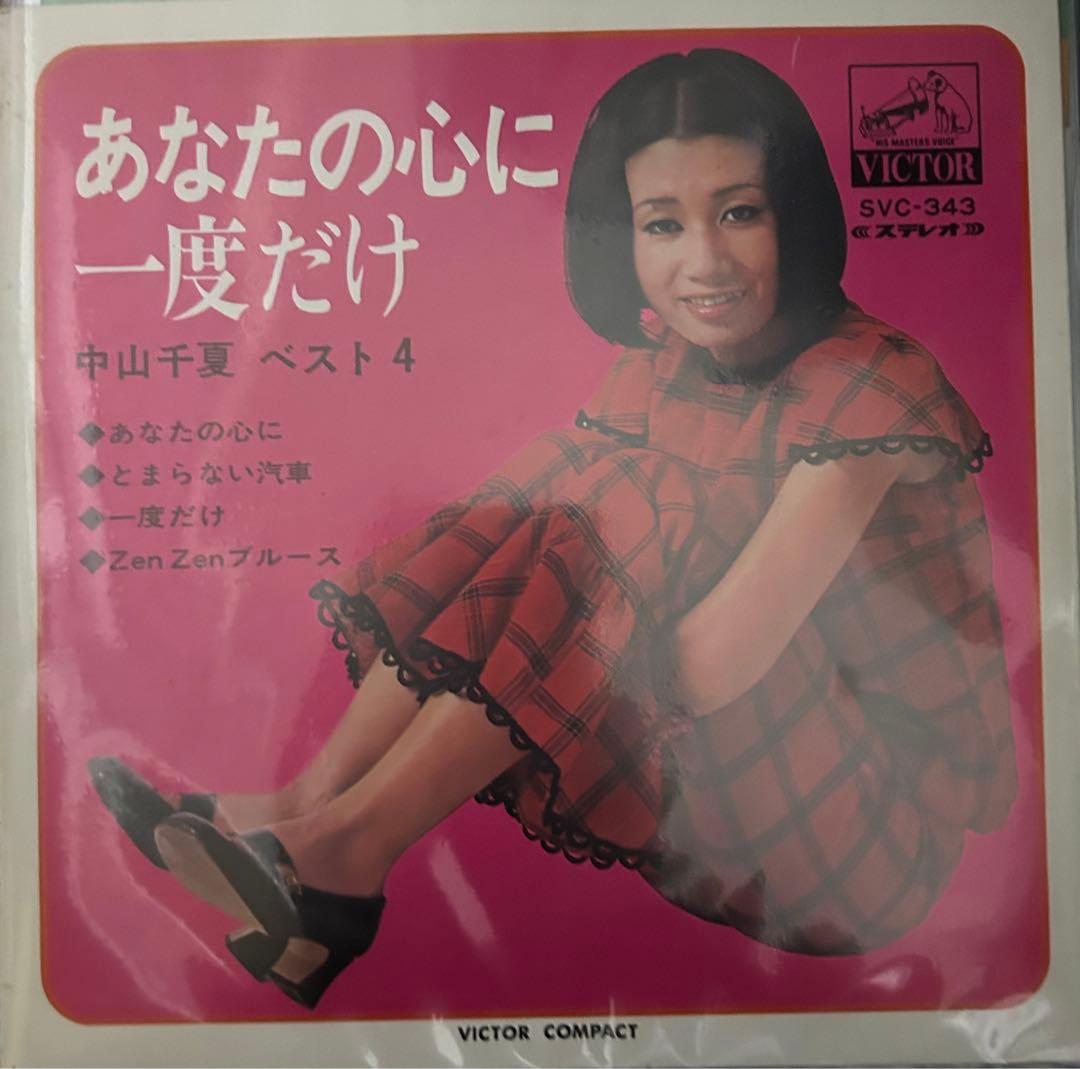 あなたの心に
一度だけ
中山千夏 ベスト4
◆あなたの心に
◆とまらない汽車
◆一度だけ
◆Zen Zenブルース
"HIS MASTER'S VOICE"
VICTOR
SVC-343
ステレオ
VICTOR COMPACT